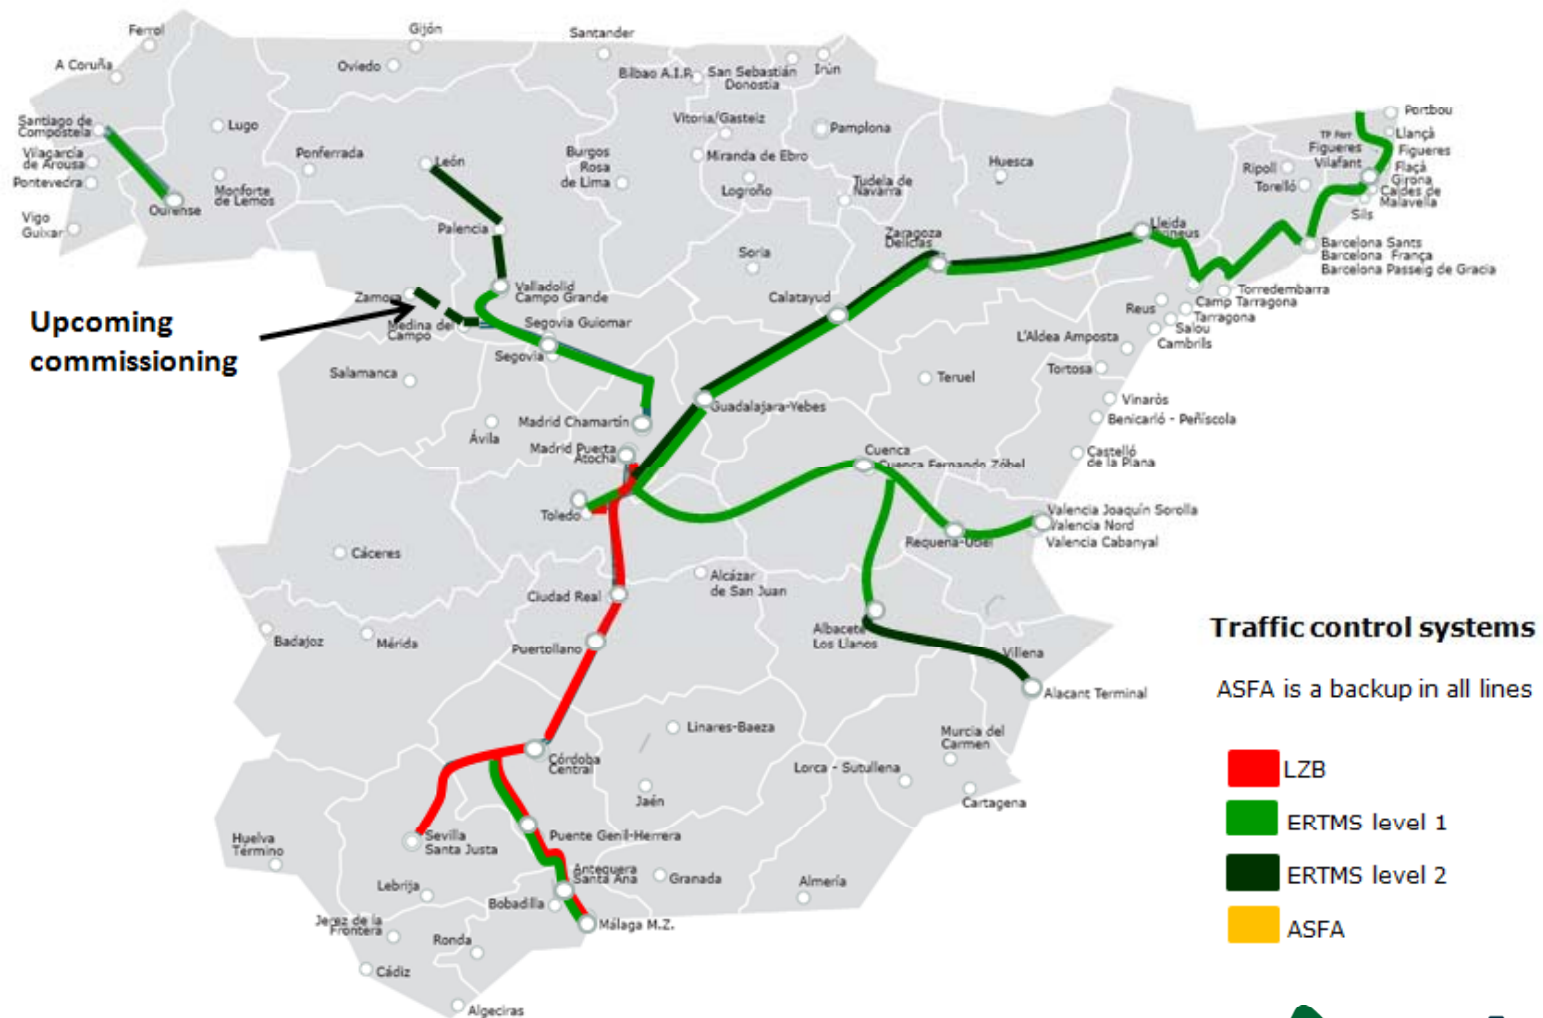 Ferrol
Gijón
Santander
A Coruña
Oviedo
Bilbao A.I.P.
San Sebastián
Donostia
Irún
Santiago de
Compostela
Lugo
Vitoria/Gasteiz
Pamplona
Portbou
Llançà
TP Ferr
Figueres
Vilafant
Figueres
Vilagarcía
de Arousa
Ponferrada
León
Burgos
Rosa
de Lima
Miranda de Ebro
Huesca
Ripoll
Flaçà
Girona
Pontevedra
Monforte
de Lemos
Logroño
Tudela de
Navarra
Torelló
Caldes de
Malavella
Ourense
Sils
Vigo
Guixar
Palencia
Zaragoza
Delicias
Lleida
Barcelona Sants
Barcelona França
Barcelona Passeig de Gracia
Soria
Zamora
Valladolid
Campo Grande
Calatayud
Torredembarra
Camp Tarragona
Reus
Tarragona
Upcoming
commissioning
Medina del
Campo
Segovia Guiomar
Salou
Cambrils
L'Aldea Amposta
Segovia
Salamanca
Teruel
Tortosa
Vinaròs
Guadalajara-Yebes
Benicarló - Peñíscola
Ávila
Madrid Chamartín
Madrid Puerta
Atocha
Cuenca
Cuenca Fernando Zóbel
Castelló
de la Plana
Toledo
Valencia Joaquín Sorolla
Valencia Nord
Valencia Cabanyal
Requena-Utiel
Cáceres
Alcázar
de San Juan
Ciudad Real
Badajoz
Mérida
Puertollano
Albacete
Los Llanos
Villena
Alacant Terminal
Traffic control systems
ASFA is a backup in all lines
Linares-Baeza
Murcia del
Carmen
Córdoba
Central
Lorca - Sutullena
LZB
Jaén
Cartagena
ERTMS level 1
Huelva
Término
Sevilla
Santa Justa
Puente Genil-Herrera
Antequera
Santa Ana
Granada
Almería
ERTMS level 2
Lebrija
Bobadilla
Málaga M.Z.
ASFA
Jerez de la
Frontera
Ronda
Cádiz
Algeciras